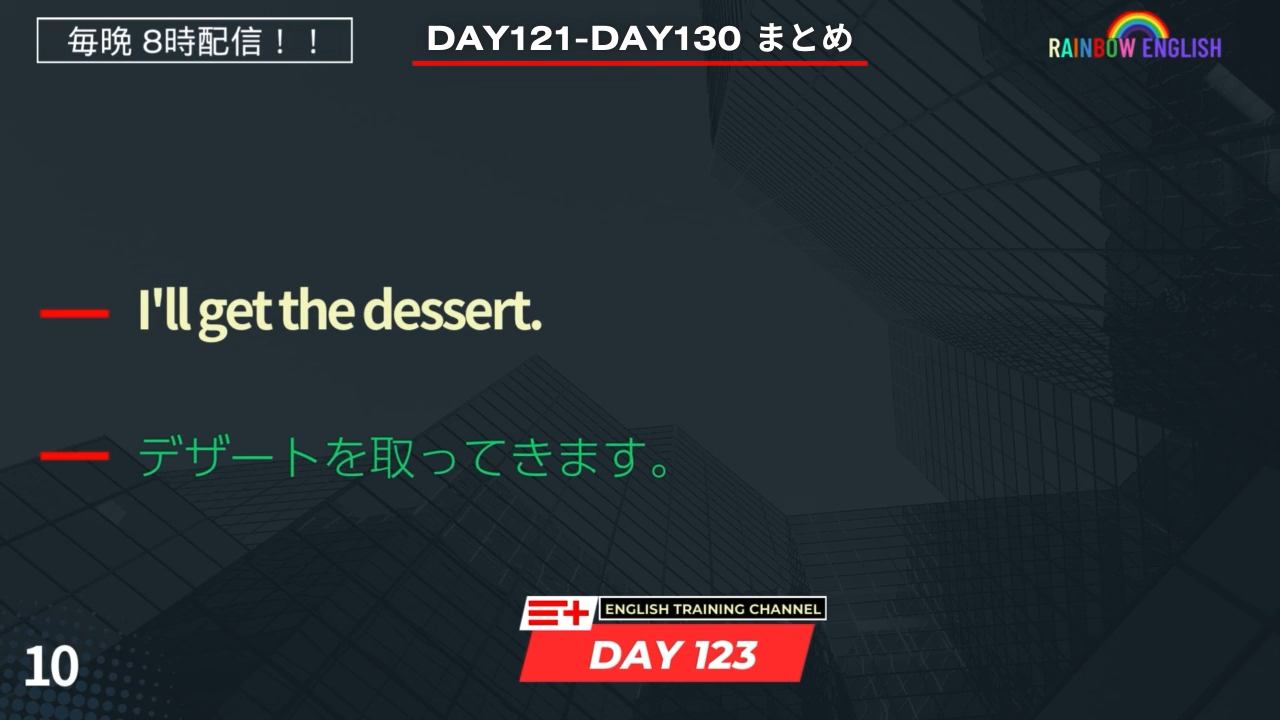 毎晩 8時配信！！
DAY121-DAY130 まとめ
RAINBOW ENGLISH
I'll get the dessert.
デザートを取ってきます。
E+ ENGLISH TRAINING CHANNEL
DAY 123
10